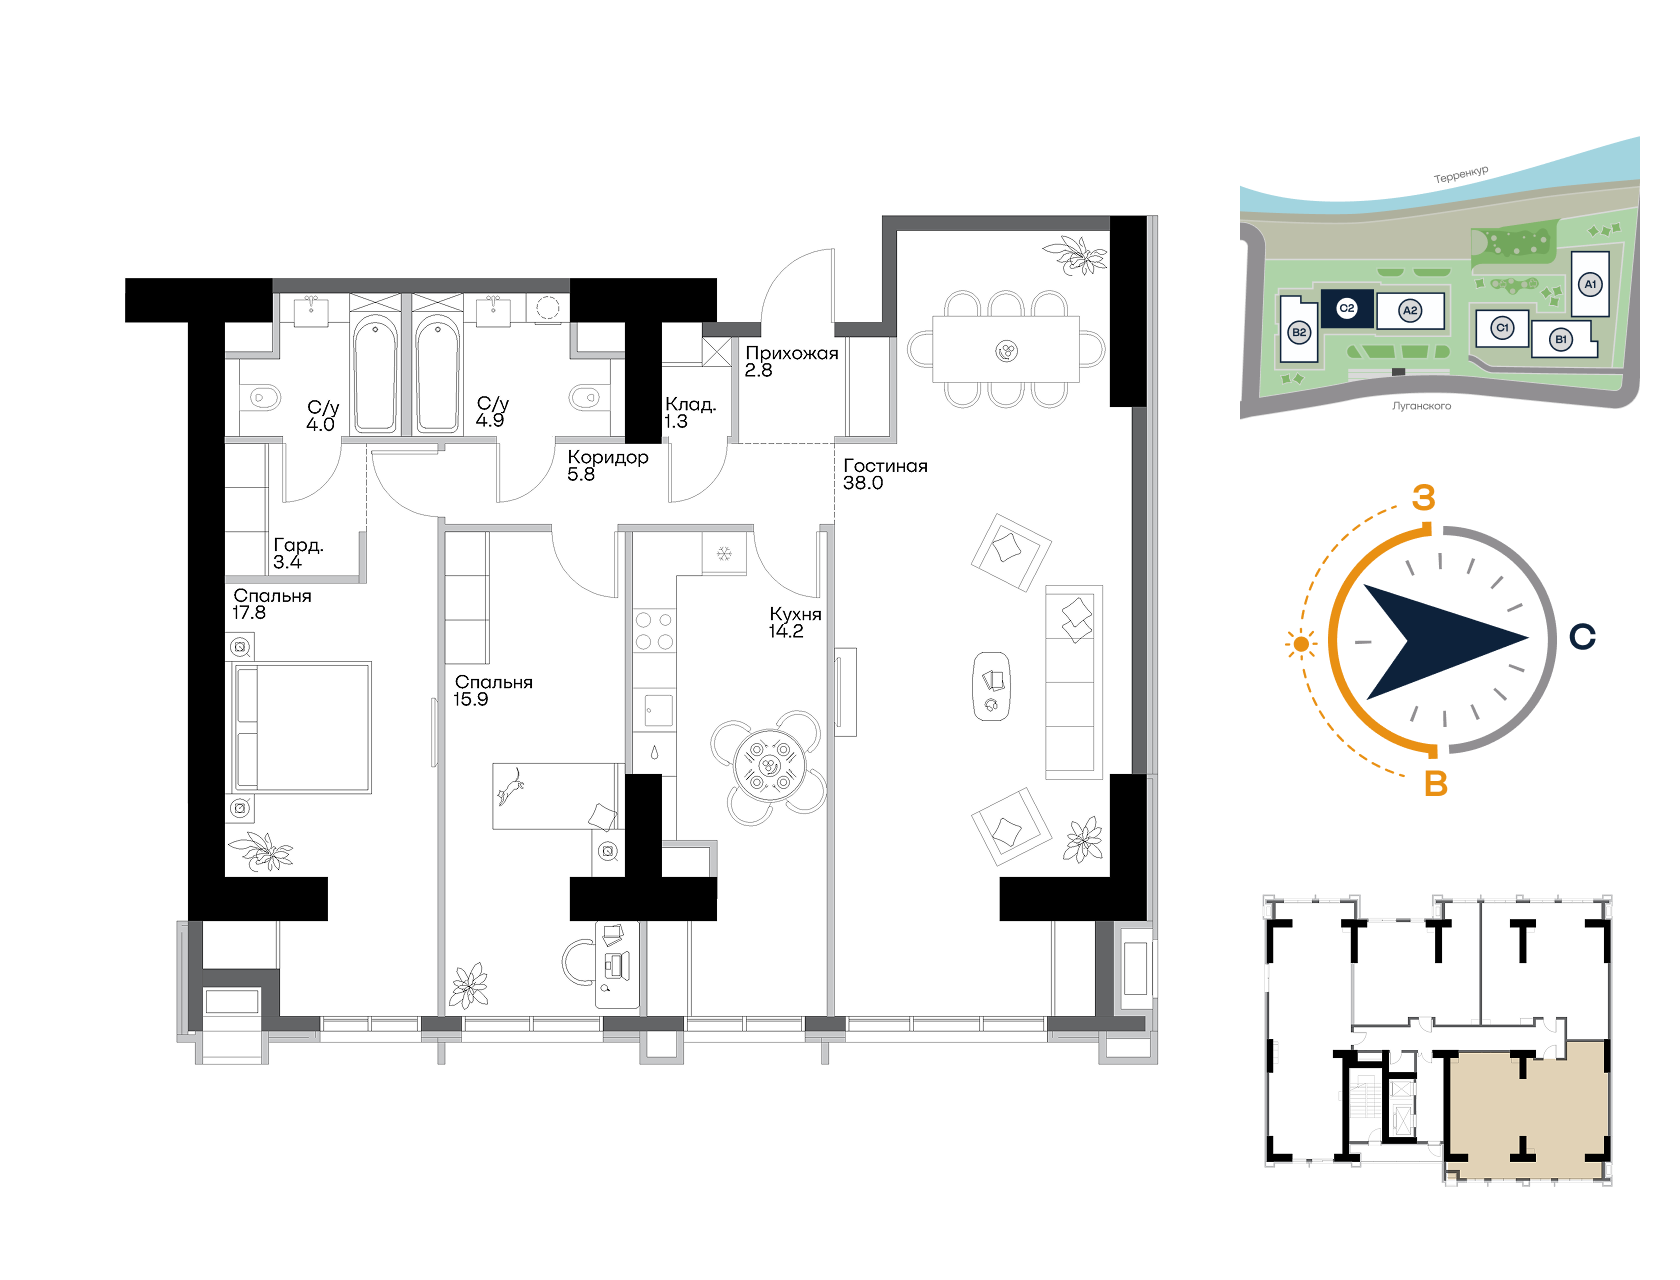 Прихожая
2.8
С/у
4.0
С/у
4.9
Клад.
1.3
Коридор
5.8
Гостиная
38.0
Гард.
3.4
Спальня
17.8
Кухня
14.2
Спальня
15.9
Терренкур
A1
C2
A2
B2
C1
B1
Луганского
З
С
В